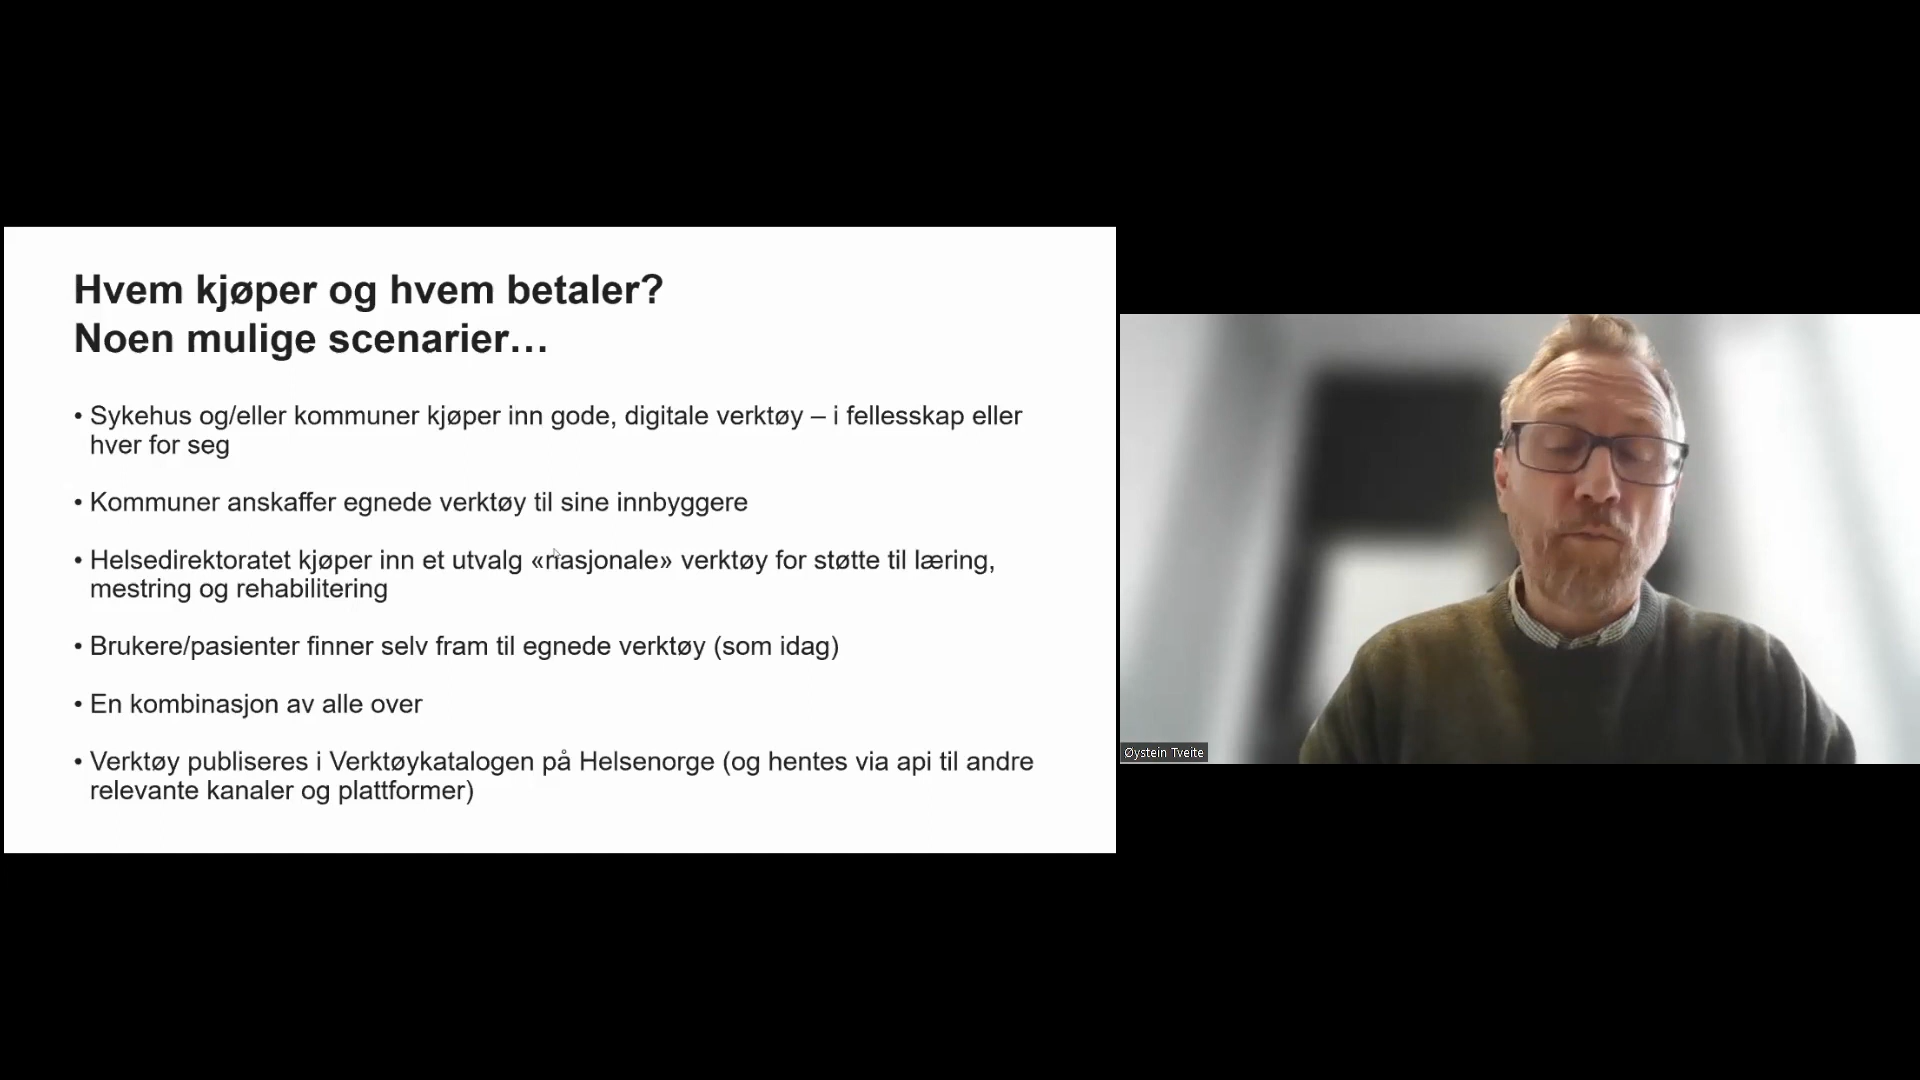 Hvem kjøper og hvem betaler?
Noen mulige scenarier…
• Sykehus og/eller kommuner kjøper inn gode, digitale verktøy – i fellesskap eller
hver for seg
• Kommuner anskaffer egnede verktøy til sine innbyggere
• Helsedirektoratet kjøper inn et utvalg «nasjonale» verktøy for støtte til læring,
mestring og rehabilitering
• Brukere/pasienter finner selv fram til egnede verktøy (som idag)
• En kombinasjon av alle over
• Verktøy publiseres i Verktøykatalogen på Helsenorge (og hentes via api til andre
relevante kanaler og plattformer)
Øystein Tveite